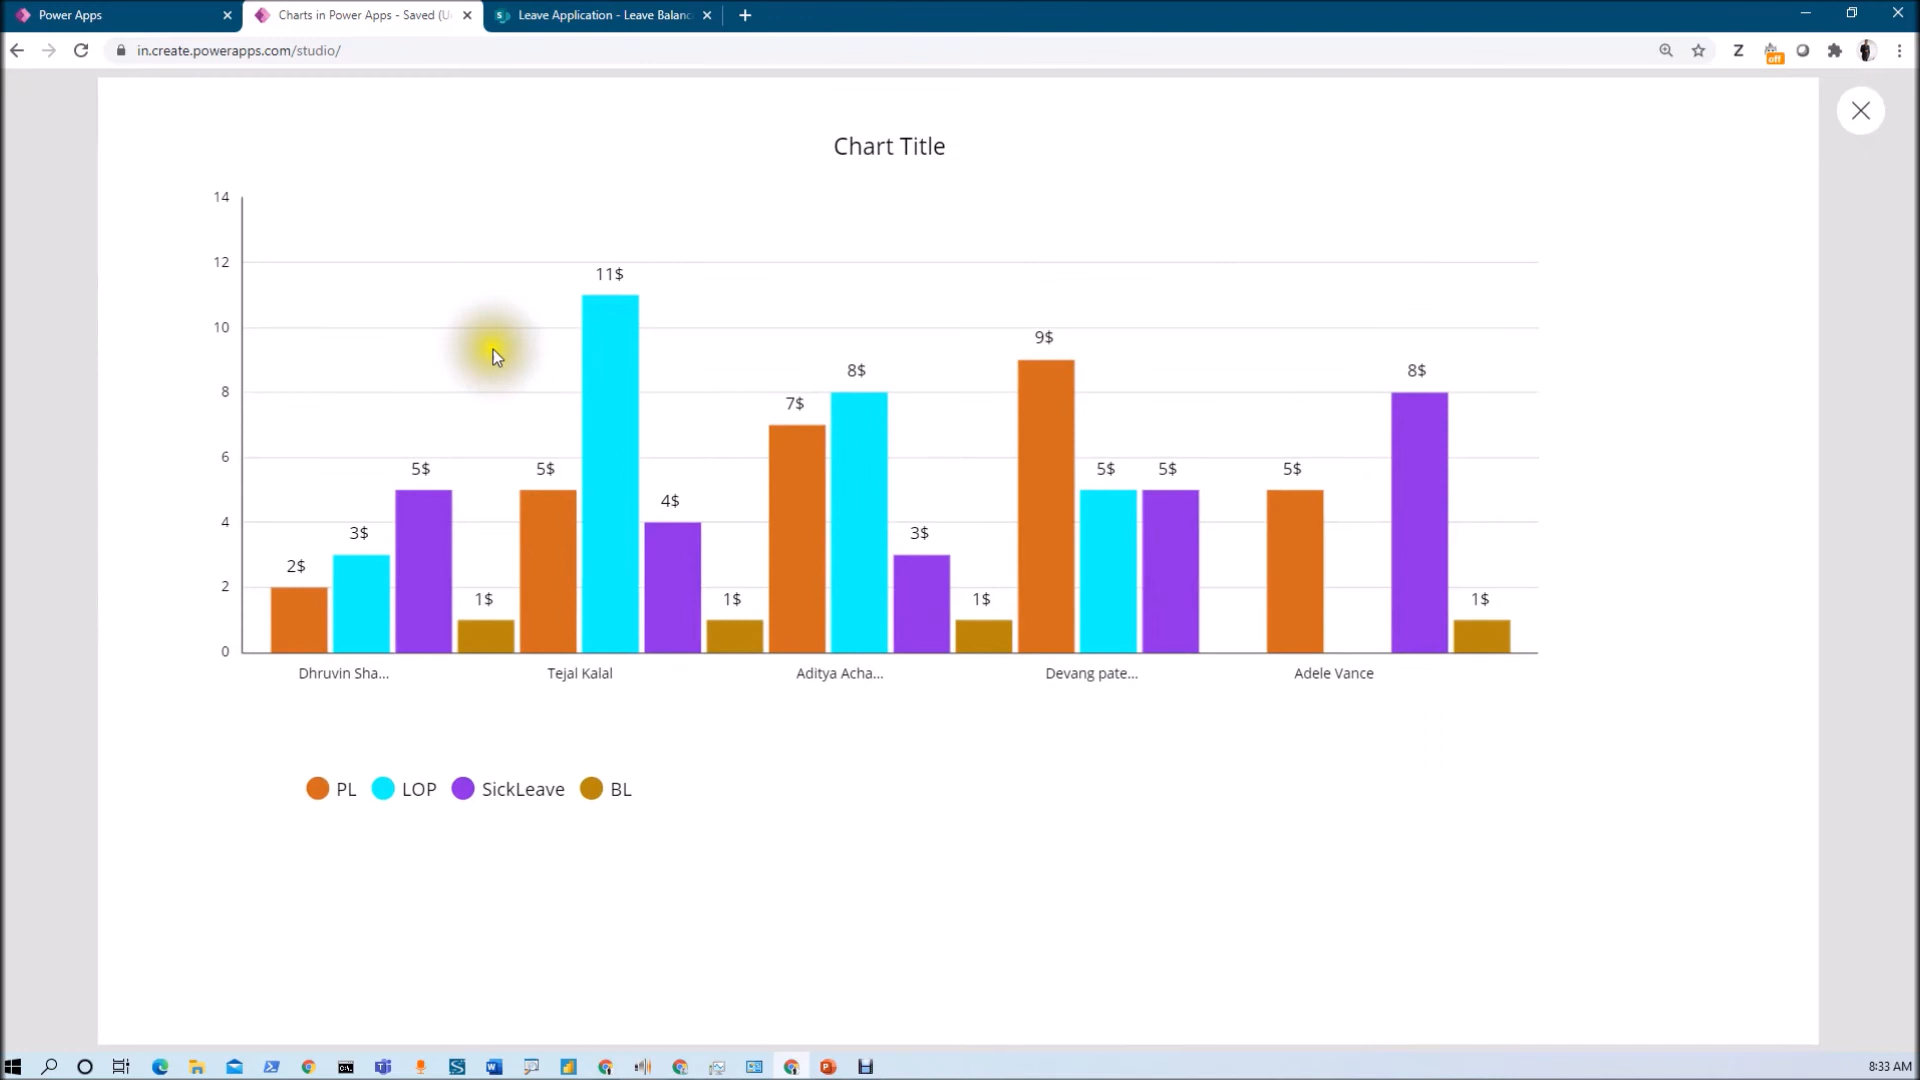 Power Apps
Charts in Power Apps - Saved (U
Leave Application - Leave Balanc
in.create.powerapps.com/studio/
Z
off
Chart Title
14
12
10
8
6
4
2
0
2$
3$
5$
1$
5$
11$
4$
1$
7$
8$
3$
1$
9$
5$
5$
5$
8$
1$
Dhruvin Sha...
Tejal Kalal
Aditya Acha...
Devang pate...
Adele Vance
PL
LOP
SickLeave
BL
8:33 AM